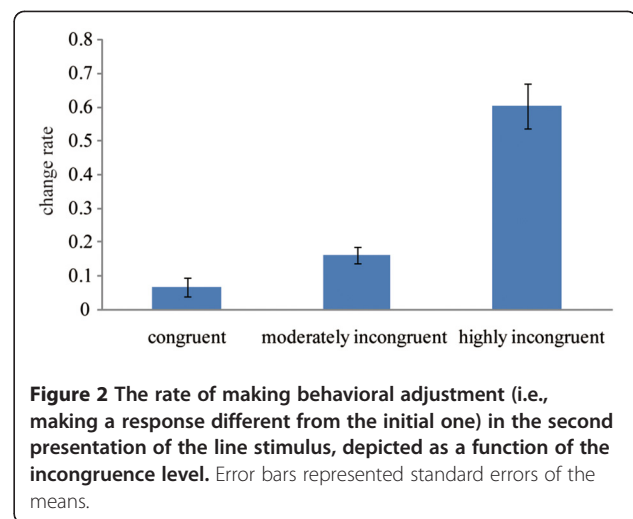 0.8
0.7
0.6
0.5
0.4
0.3
0.2
0.1
0
change rate
congruent moderately incongruent highly incongruent
Figure 2 The rate of making behavioral adjustment (i.e.,
making a response different from the initial one) in the second
presentation of the line stimulus, depicted as a function of the
incongruence level. Error bars represented standard errors of the
means.